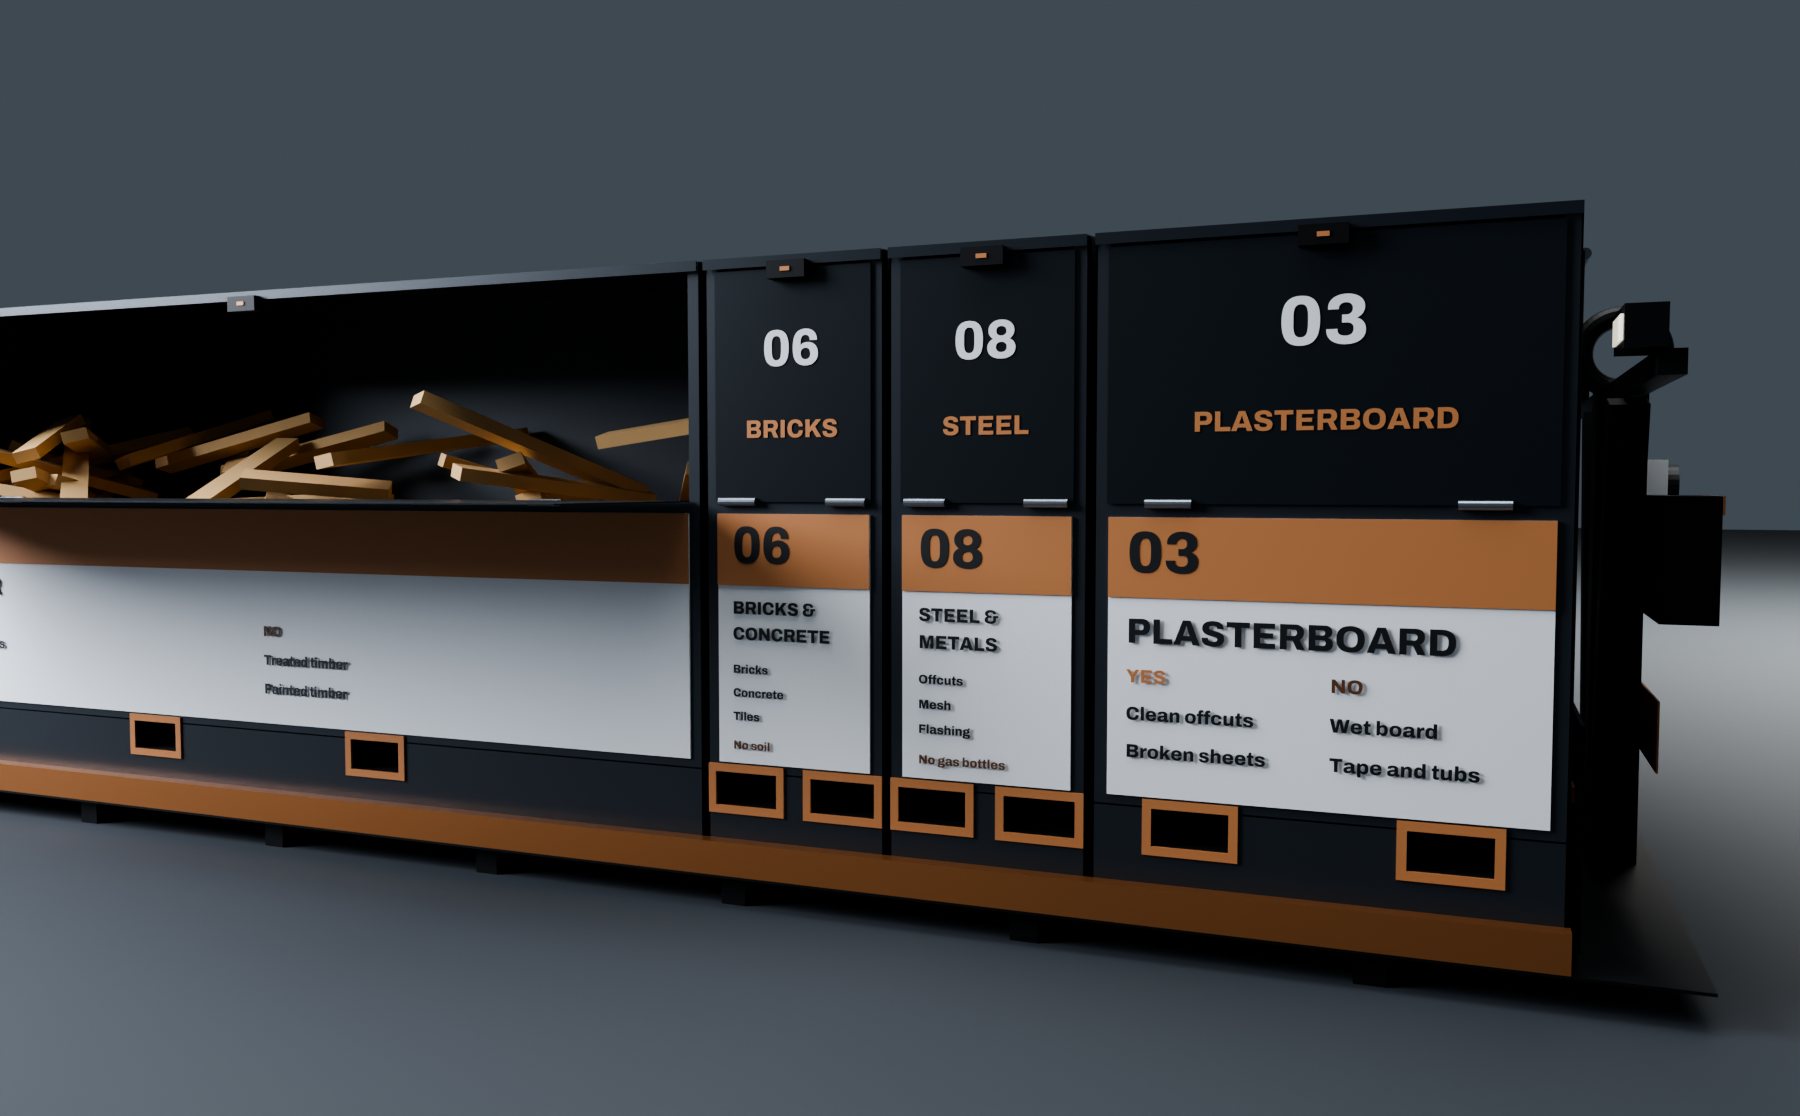 06
BRICKS
08
STEEL
03
PLASTERBOARD
NO
Treated timber
Painted timber
06
BRICKS &
CONCRETE
Bricks
Concrete
Tiles
No soil
08
STEEL &
METALS
Offcuts
Mesh
Flashing
No gas bottles
03
PLASTERBOARD
YES
Clean offcuts
Broken sheets
NO
Wet board
Tape and tubs